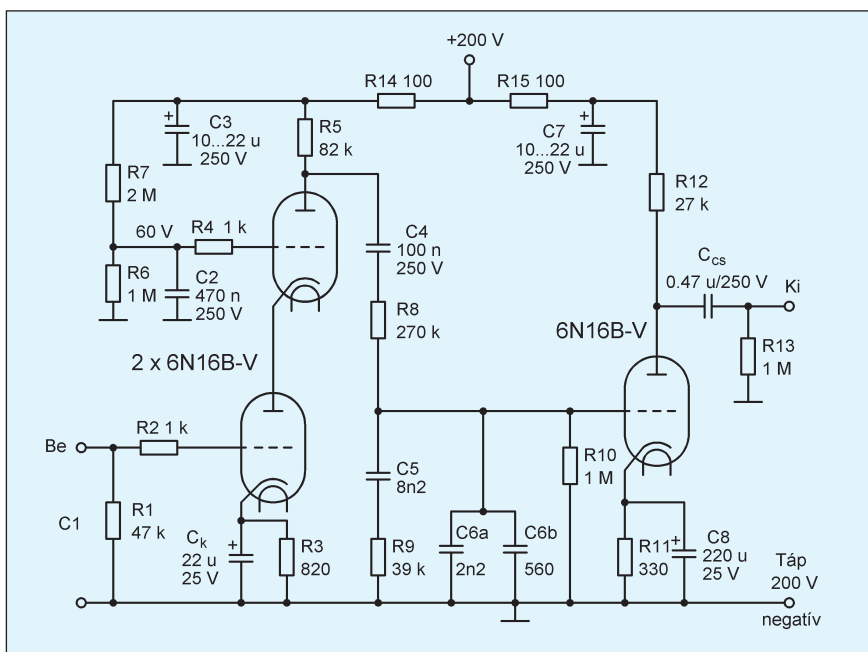 +200 V
R14 100
R15 100
C3
10...22 u
250 V
R5
82 k
C7
10...22 u
250 V
R7
2 M
R12
27 k
60 V
R4 1 k
C4
100 n
250 V
R6
1 M
C2
470 n
250 V
Ccs
0.47 u/250 V
Ki
R8
270 k
2 x 6N16B-V
6N16B-V
R13
1 M
Be
R2 1 k
R10
1 M
C5
8n2
C1
R1
47 k
Ck
22 u
25 V
R3
820
R9
39 k
C6a
2n2
C6b
560
R11
330
C8
220 u
25 V
Táp
200 V
negatív
+
+
+
+